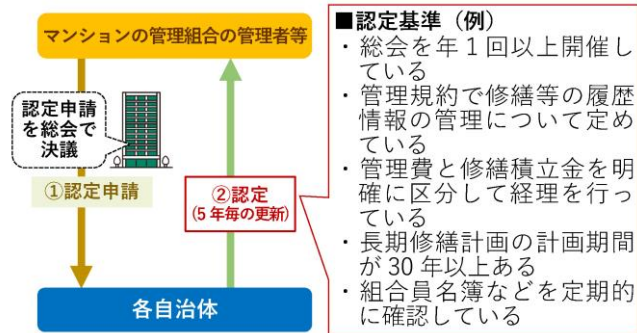 マンションの管理組合の管理者等
認定申請
を総会で
決議
①認定申請
②認定
(5年毎の更新)
各自治体
■認定基準（例）
・総会を年1回以上開催し
ている
・管理規約で修繕等の履歴
情報の管理について定め
ている
・管理費と修繕積立金を明
確に区分して経理を行っ
ている
・長期修繕計画の計画期間
が30年以上ある
・組合員名簿などを定期的
に確認している